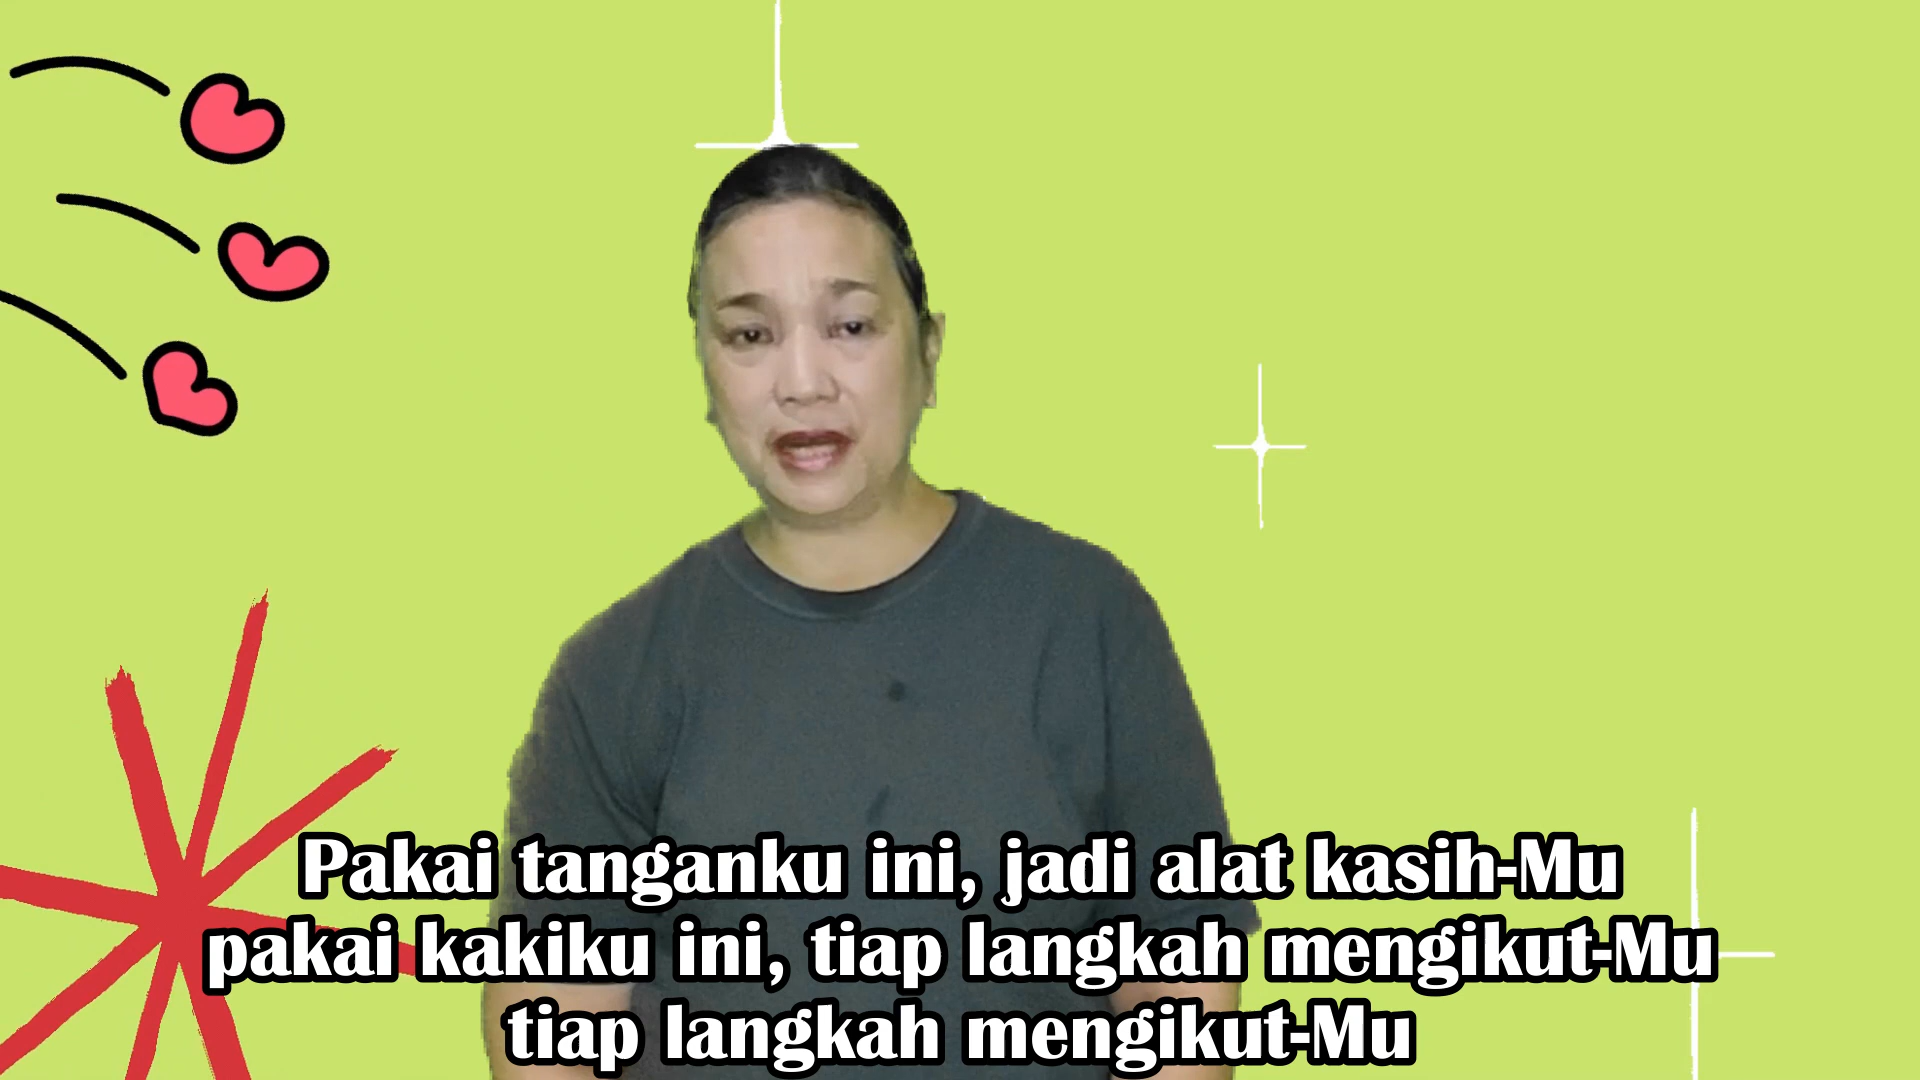 Pakai tanganku ini, jadi alat kasih-Mu
pakai kakiku ini, tiap langkah mengikut-Mu
tiap langkah mengikut-Mu